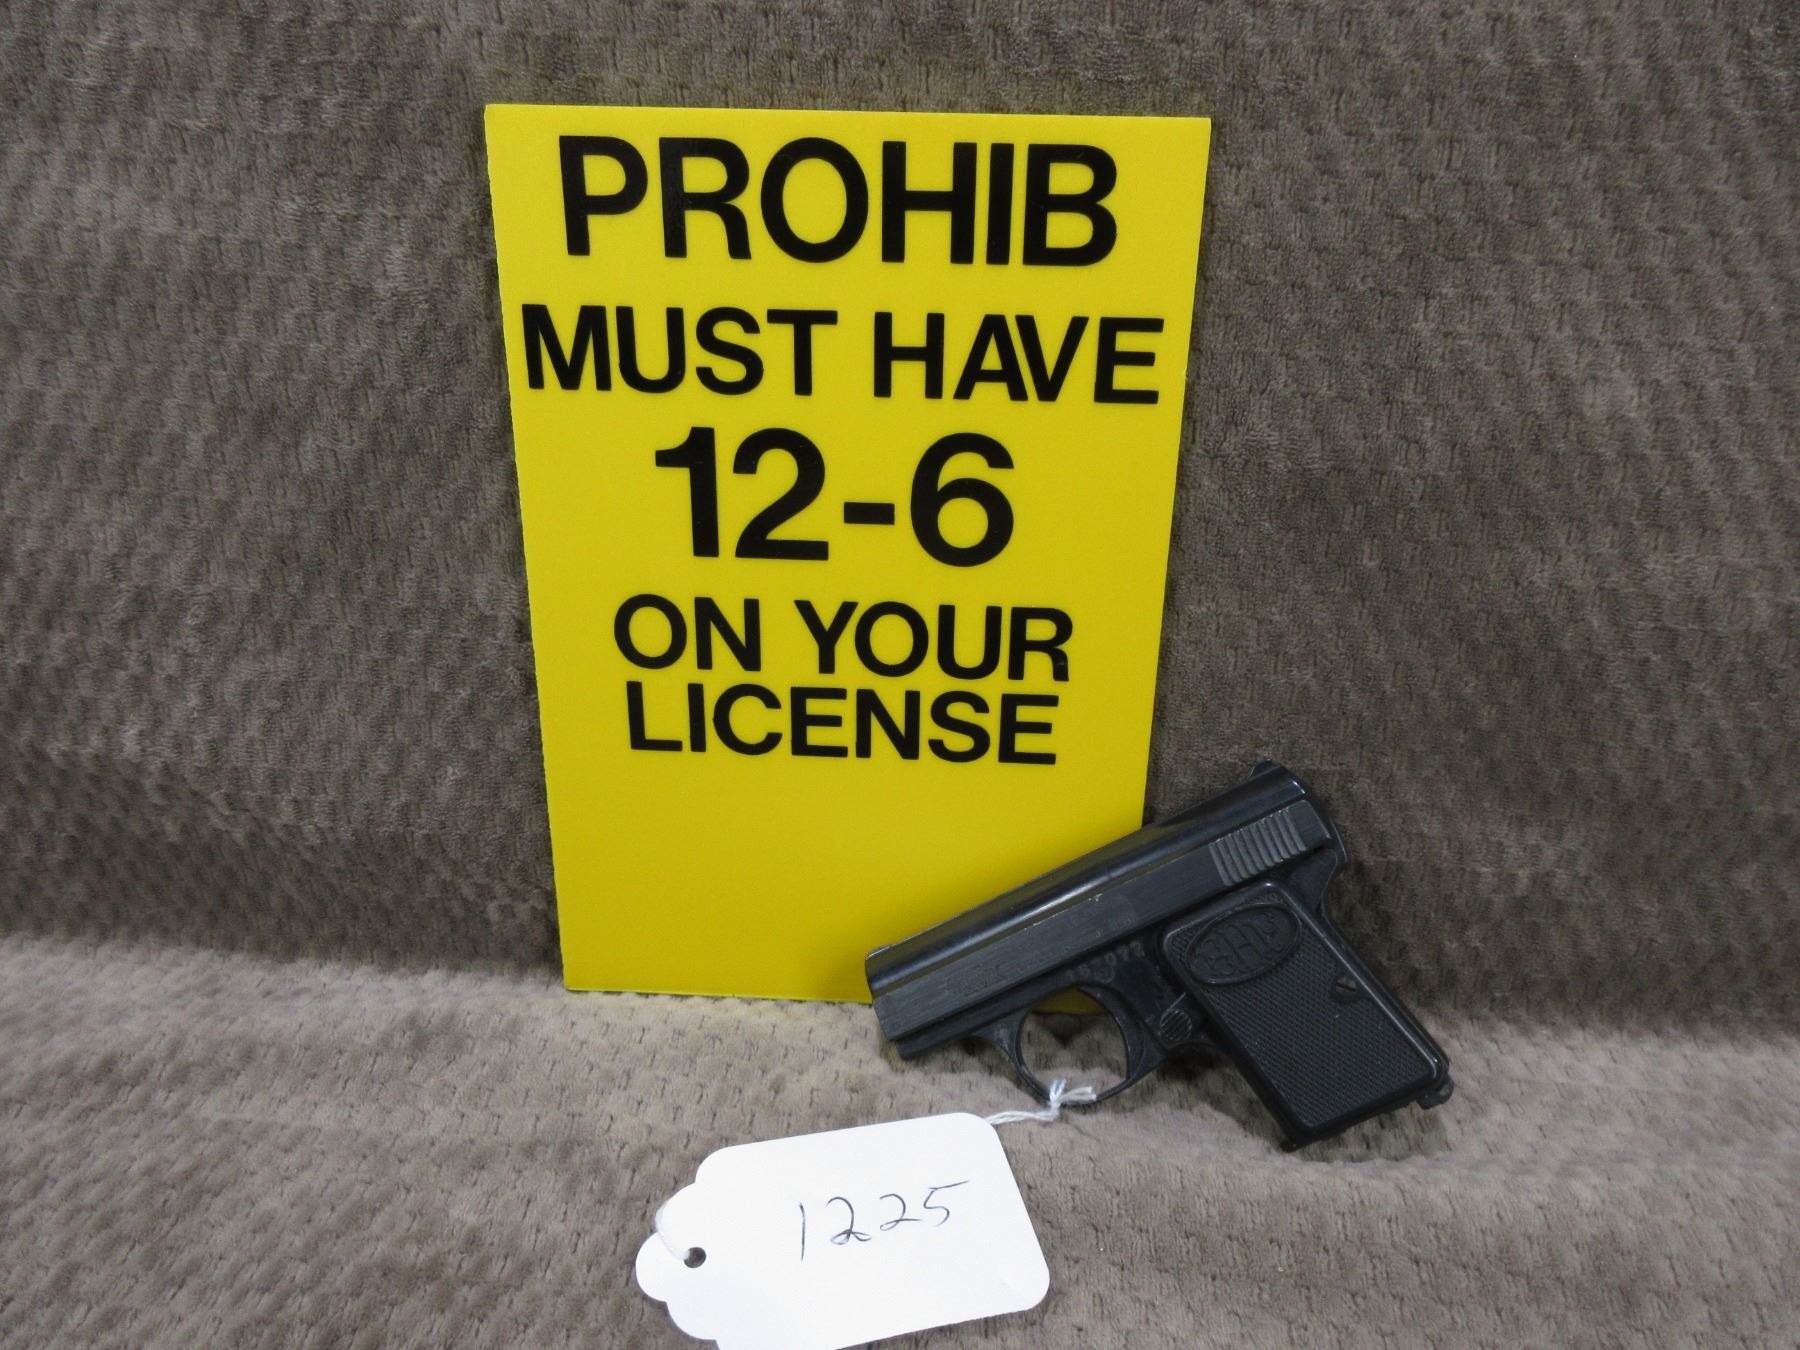 PROHIB
MUST HAVE
12-6
ON YOUR
LICENSE
1225